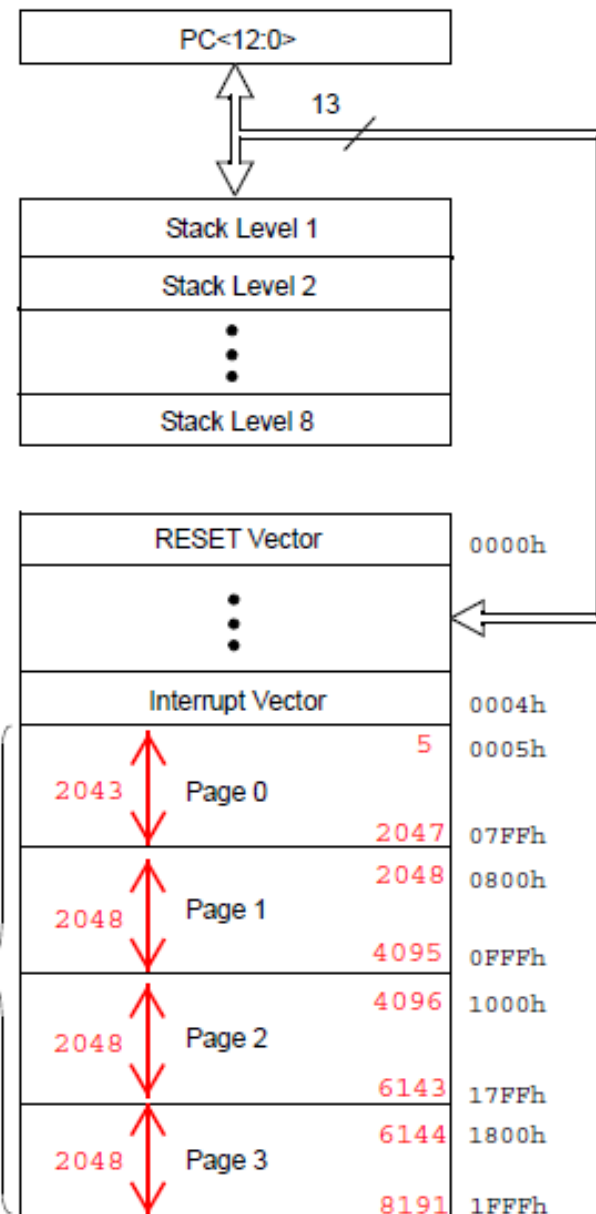 PC<12:0>
13
Stack Level 1
Stack Level 2
Stack Level 8
RESET Vector 0000h
Interrupt Vector 0004h
5 0005h
2043 Page 0
2047 07FFh
2048 0800h
2048 Page 1
4095 0FFFh
4096 1000h
2048 Page 2
6143 17FFh
6144 1800h
2048 Page 3
8191 1FFFh